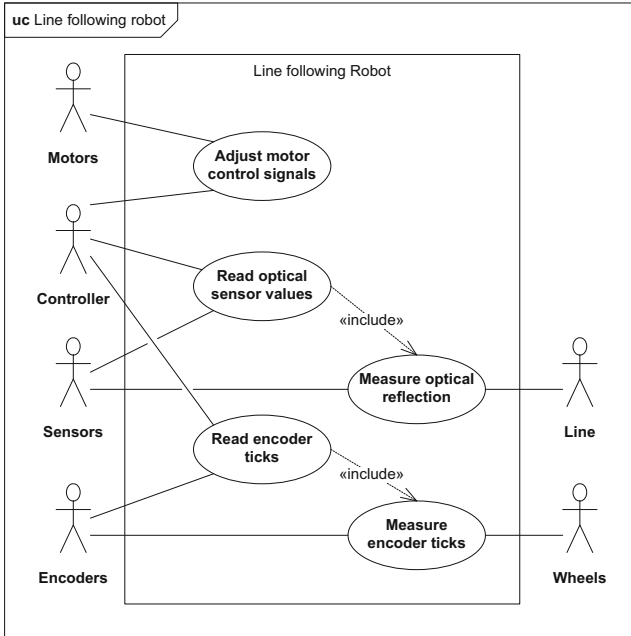 uc Line following robot
Line following Robot
Motors
Adjust motor
control signals
Controller
Read optical
sensor values
«include»
Sensors
Measure optical
reflection
Line
Read encoder
ticks
«include»
Encoders
Measure
encoder ticks
Wheels